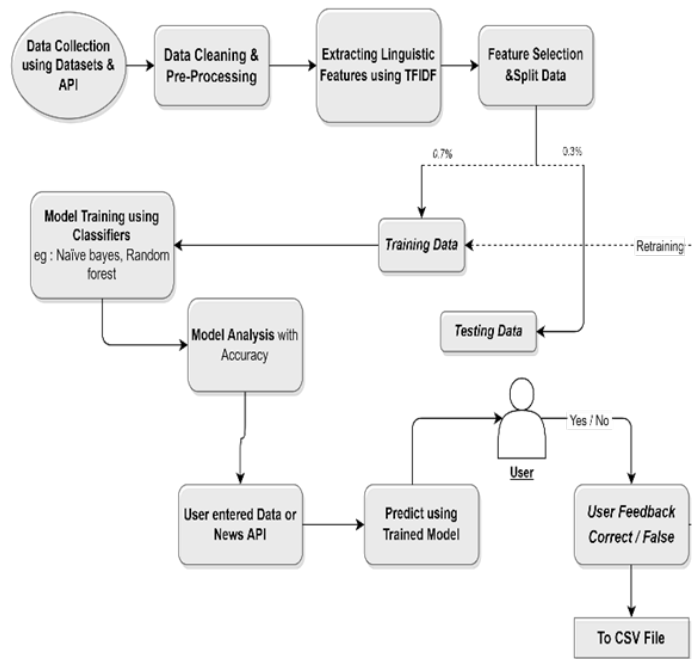 Data Collection
using Datasets &
API
Data Cleaning &
Pre-Processing
Extracting Linguistic
Features using TFIDF
Feature Selection
&Split Data
0.7%
0.3%
Model Training using
Classifiers
eg : Naïve bayes, Random
forest
Training Data
Retraining
Testing Data
Model Analysis with
Accuracy
User
Yes / No
User entered Data or
News API
Predict using
Trained Model
User Feedback
Correct / False
To CSV File